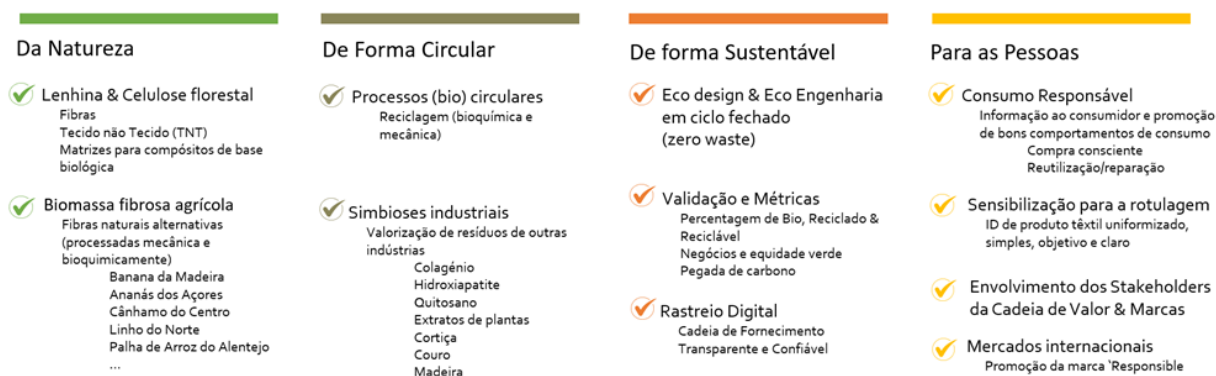 Da Natureza
Lenhina & Celulose florestal
Fibras
Tecido não Tecido (TNT)
Matrizes para compósitos de base
biológica
Biomassa fibrosa agrícola
Fibras naturais alternativas
(processadas mecânica e
bioquimicamente)
Banana da Madeira
Ananás dos Açores
Cânhamo do Centro
Linho do Norte
Palha de Arroz do Alentejo
...
De Forma Circular
Processos (bio) circulares
Reciclagem (bioquímica e
mecânica)
Simbioses industriais
Valorização de resíduos de outras
indústrias
Colagénio
Hidroxiapatite
Quitosano
Extratos de plantas
Cortiça
Couro
Madeira
De forma Sustentável
Eco design & Eco Engenharia
em ciclo fechado
(zero waste)
Validação e Métricas
Percentagem de Bio, Reciclado &
Reciclável
Negócios e equidade verde
Pegada de carbono
Rastreio Digital
Cadeia de Fornecimento
Transparente e Confiável
Para as Pessoas
Consumo Responsável
Informação ao consumidor e promoção
de bons comportamentos de consumo
Compra consciente
Reutilização/reparação
Sensibilização para a rotulagem
ID de produto têxtil uniformizado,
simples, objetivo e claro
Envolvimento dos Stakeholders
da Cadeia de Valor & Marcas
Mercados internacionais
Promoção da marca ‘Responsible